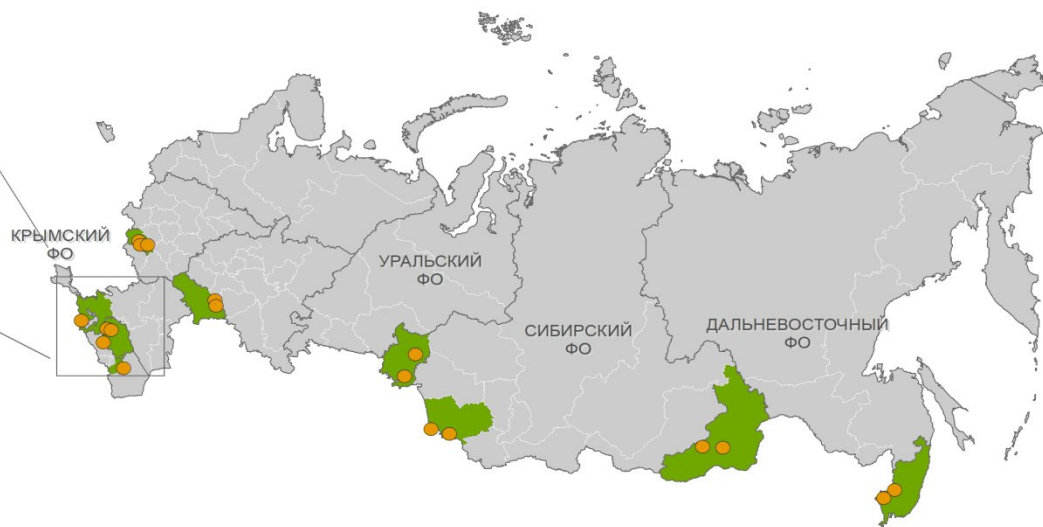 КРЫМСКИЙ
ФО
УРАЛЬСКИЙ
ФО
СИБИРСКИЙ
ФО
ДАЛЬНЕВОСТОЧНЫЙ
ФО